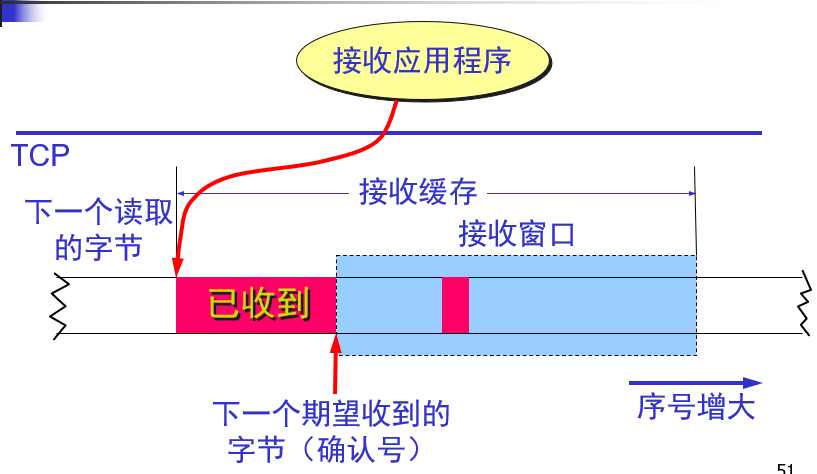 接收应用程序
TCP
接收缓存
下一个读取
的字节
接收窗口
已收到
下一个期望收到的
字节（确认号）
序号增大
51